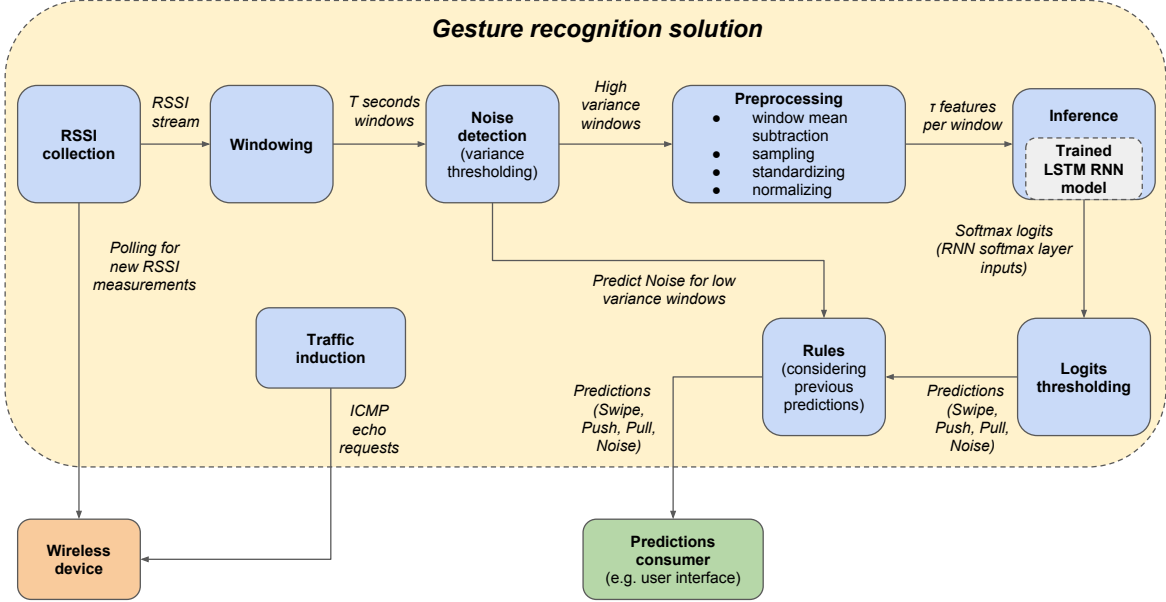 Gesture recognition solution
RSSI
collection
RSSI
stream
Windowing
T seconds
windows
Noise
detection
(variance
thresholding)
High
variance
windows
Preprocessing
● window mean
subtraction
● sampling
● standardizing
● normalizing
τ features
per window
Inference
Trained
LSTM RNN
model
Polling for
new RSSI
measurements
Predict Noise for low
variance windows
Softmax logits
(RNN softmax layer
inputs)
Traffic
induction
ICMP
echo
requests
Predictions
(Swipe,
Push, Pull,
Noise)
Rules
(considering
previous
predictions)
Predictions
(Swipe,
Push, Pull,
Noise)
Logits
thresholding
Wireless
device
Predictions
consumer
(e.g. user interface)